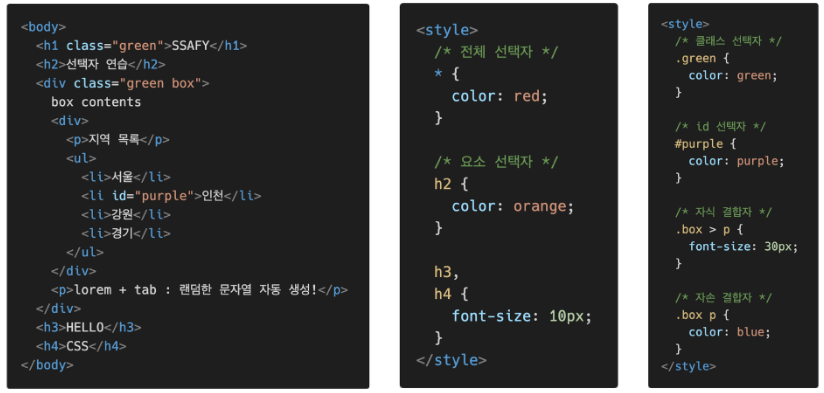 <body>
<h1 class="green">SSAFY</h1>
<h2>선택자 연습</h2>
<div class="green box">
box contents
<div>
<p>지역 목록</p>
<ul>
<li>서울</li>
<li id="purple">인천</li>
<li>강원</li>
<li>경기</li>
</ul>
</div>
<p>lorem + tab : 랜덤한 문자열 자동 생성!</p>
</div>
<h3>HELLO</h3>
<h4>CSS</h4>
</body>
<style>
/* 전체 선택자 */
* {
color: red;
}
/* 요소 선택자 */
h2 {
color: orange;
}
h3,
h4 {
font-size: 10px;
}
</style>
<style>
/* 클래스 선택자 */
.green {
color: green;
}
/* id 선택자 */
#purple {
color: purple;
}
/* 자식 결합자 */
.box > p {
font-size: 30px;
}
/* 자손 결합자 */
.box p {
color: blue;
}
</style>